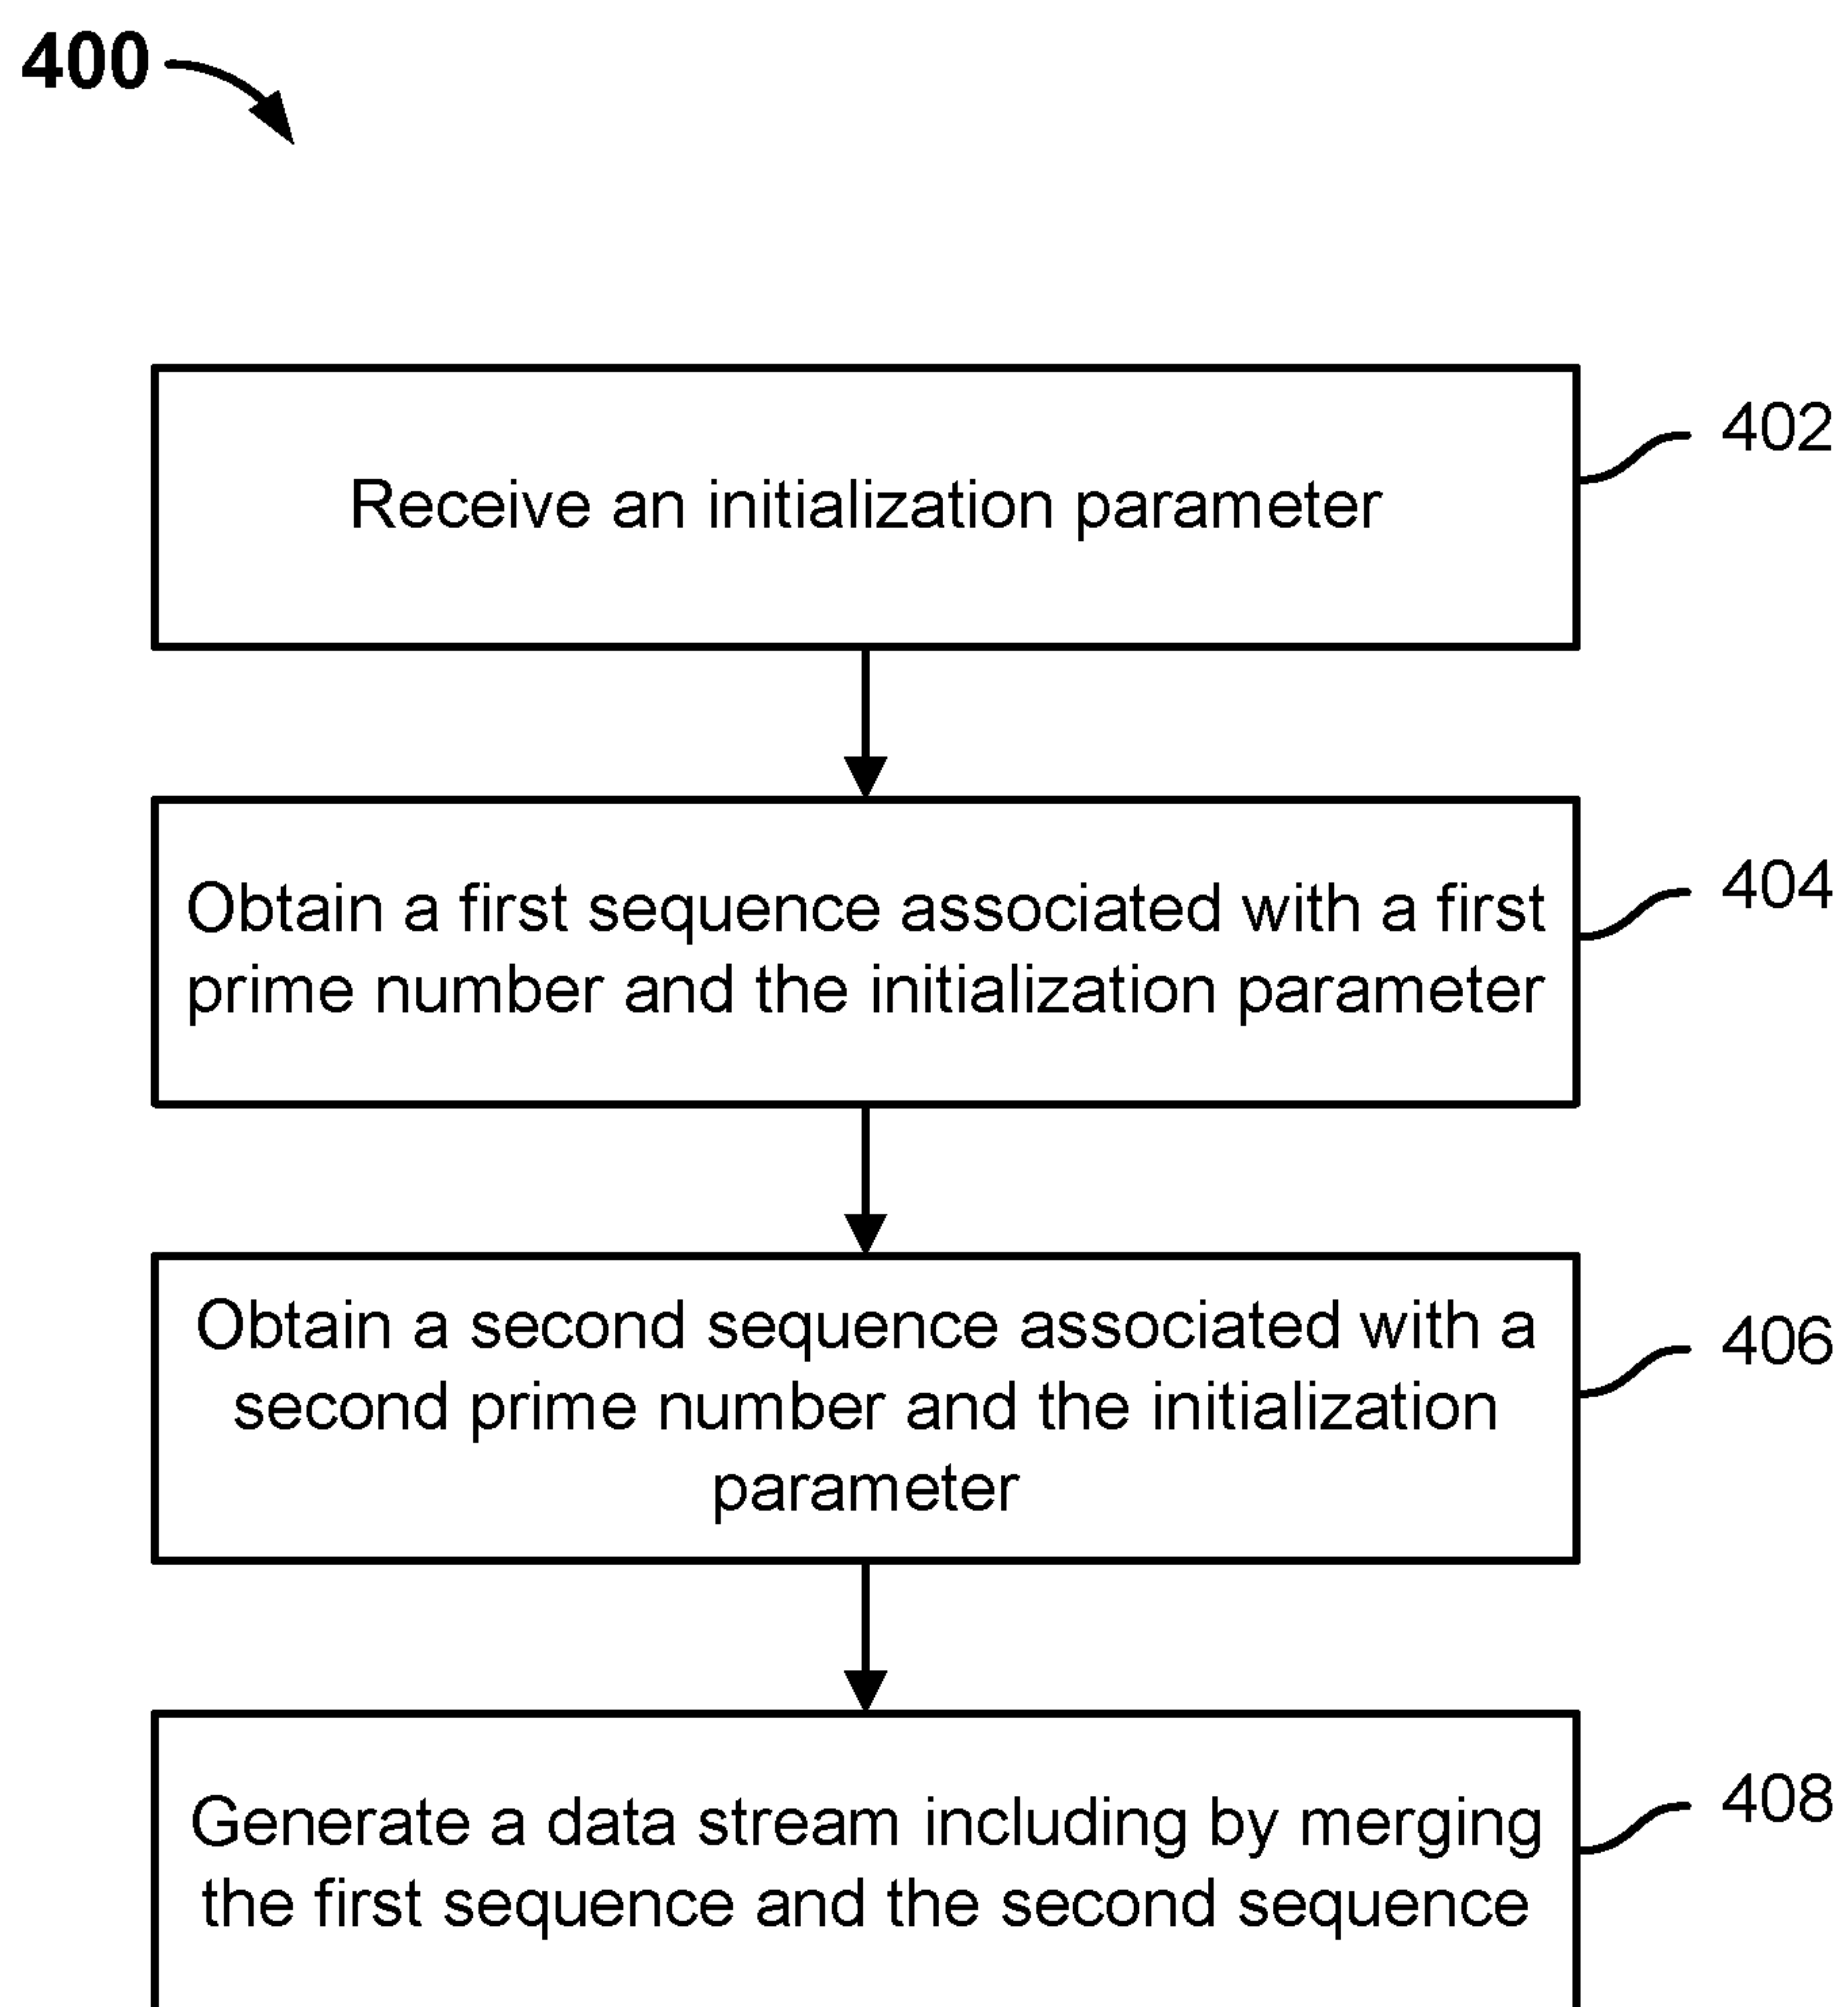 400
Receive an initialization parameter
402
Obtain a first sequence associated with a first
prime number and the initialization parameter
404
Obtain a second sequence associated with a
second prime number and the initialization
parameter
406
Generate a data stream including by merging
the first sequence and the second sequence
408